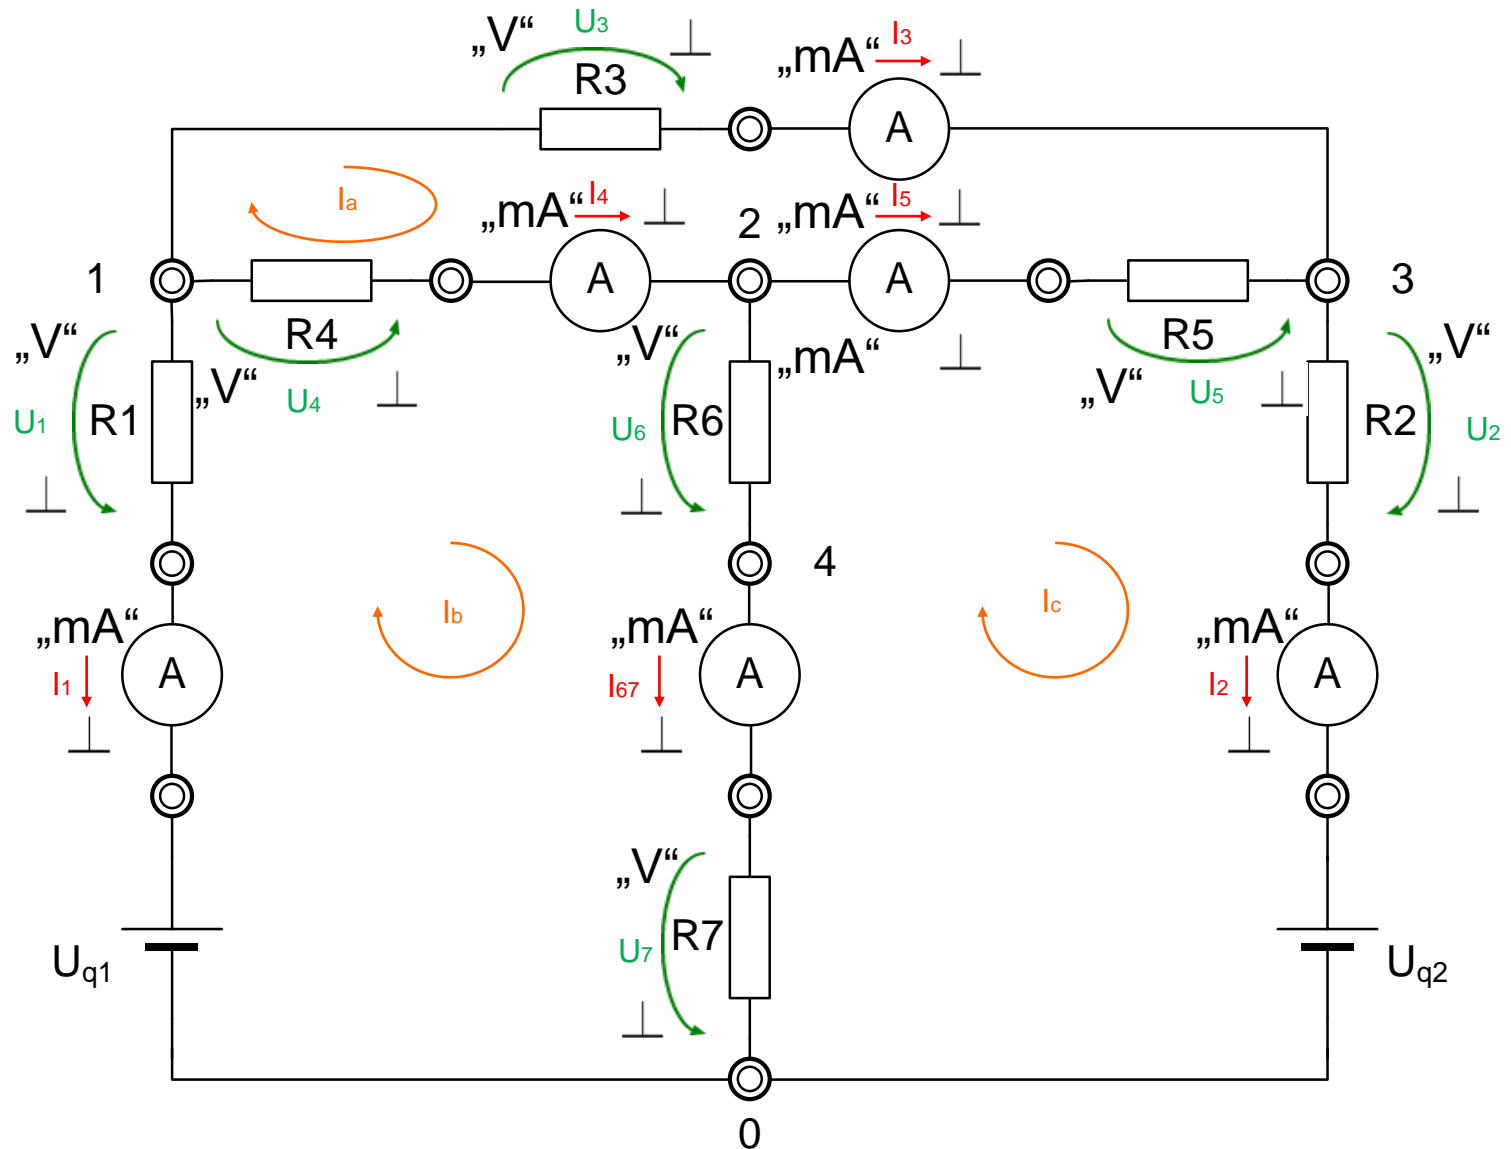 U3
„V“
R3
„mA“
I3
A
Ia
„mA“
I4
2
„mA“
I5
1
A
A
3
„V“
R4
„V“
„mA“
R5
„V“
„V“
U4
„V“
U5
U1
R1
U6
R6
R2
U2
4
Ib
Ic
„mA“
I1
A
„mA“
I67
A
„mA“
I2
A
„V“
U7
R7
Uq1
Uq2
0